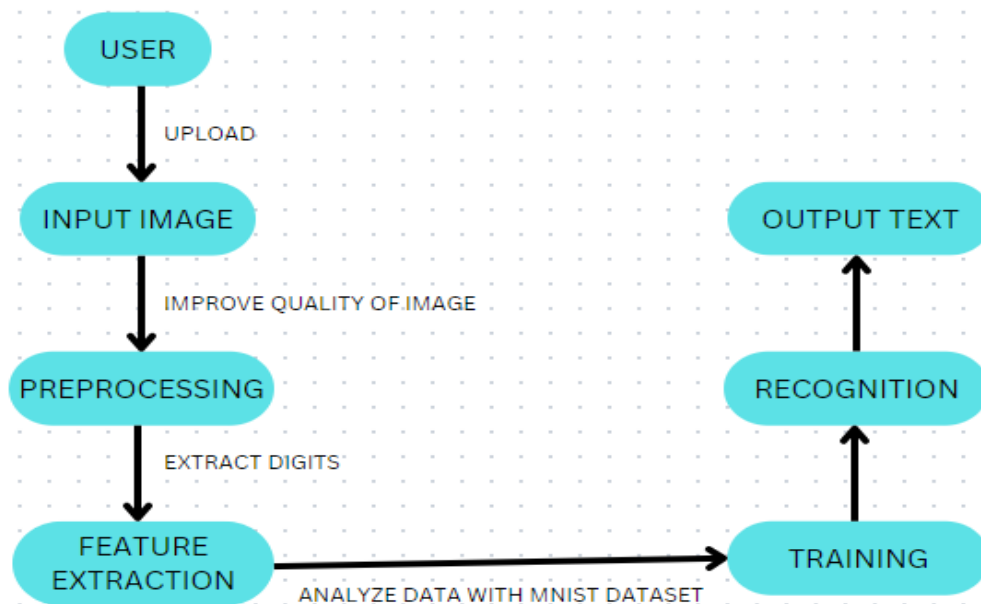 USER
UPLOAD
INPUT IMAGE
IMPROVE QUALITY OF IMAGE
PREPROCESSING
EXTRACT DIGITS
FEATURE
EXTRACTION
ANALYZE DATA WITH MNIST DATASET
TRAINING
RECOGNITION
OUTPUT TEXT